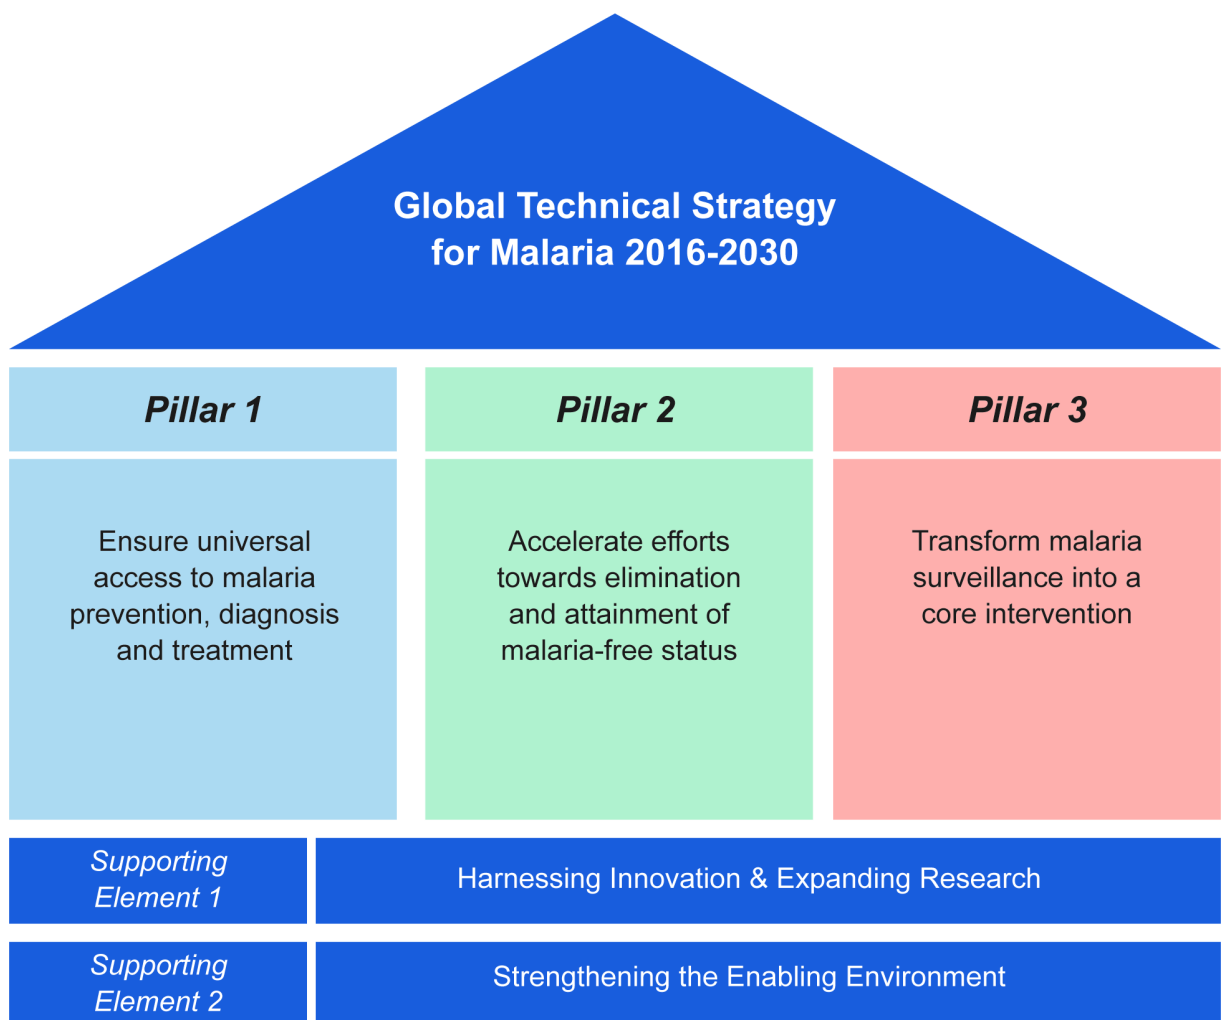 Global Technical Strategy
for Malaria 2016-2030
Pillar 1
Ensure universal
access to malaria
prevention, diagnosis
and treatment
Pillar 2
Accelerate efforts
towards elimination
and attainment of
malaria-free status
Pillar 3
Transform malaria
surveillance into a
core intervention
Supporting
Element 1
Harnessing Innovation & Expanding Research
Supporting
Element 2
Strengthening the Enabling Environment